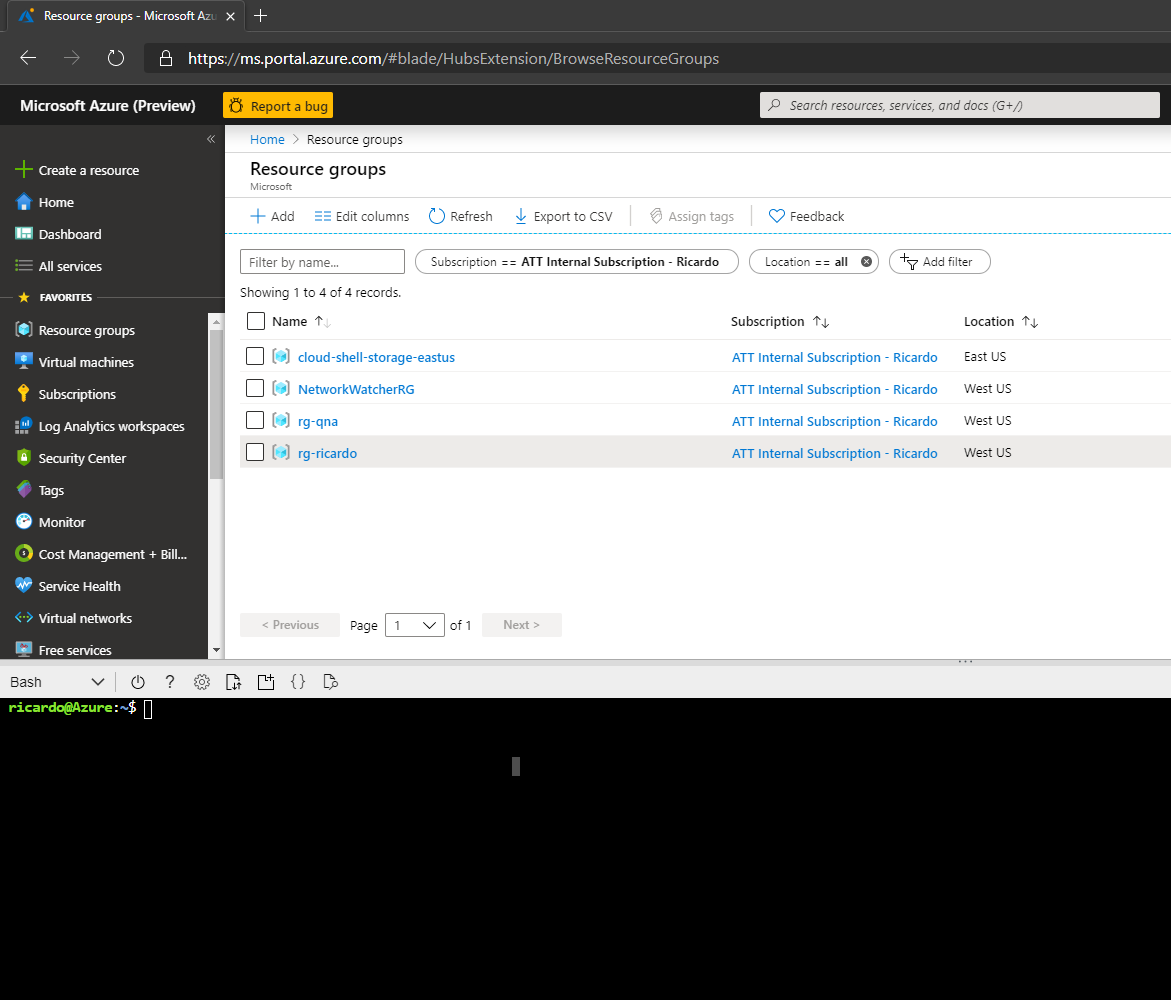 Resource groups - Microsoft Azu
https://ms.portal.azure.com/#blade/HubsExtension/BrowseResourceGroups
Microsoft Azure (Preview)
Report a bug
Search resources, services, and docs (G+/)
«
Create a resource
Home
Dashboard
All services
FAVORITES
Resource groups
Virtual machines
Subscriptions
Log Analytics workspaces
Security Center
Tags
Monitor
Cost Management + Bill...
Service Health
Virtual networks
Free services
Home > Resource groups
Resource groups
Microsoft
Add Edit columns Refresh Export to CSV Assign tags Feedback
Filter by name... Subscription == ATT Internal Subscription - Ricardo Location == all Add filter
Showing 1 to 4 of 4 records.
Name ↑↓ Subscription ↑↓ Location ↑↓
cloud-shell-storage-eastus ATT Internal Subscription - Ricardo East US
NetworkWatcherRG ATT Internal Subscription - Ricardo West US
rg-qna ATT Internal Subscription - Ricardo West US
rg-ricardo ATT Internal Subscription - Ricardo West US
< Previous Page 1 of 1 Next >
Bash ? { }
ricardo@Azure:~$